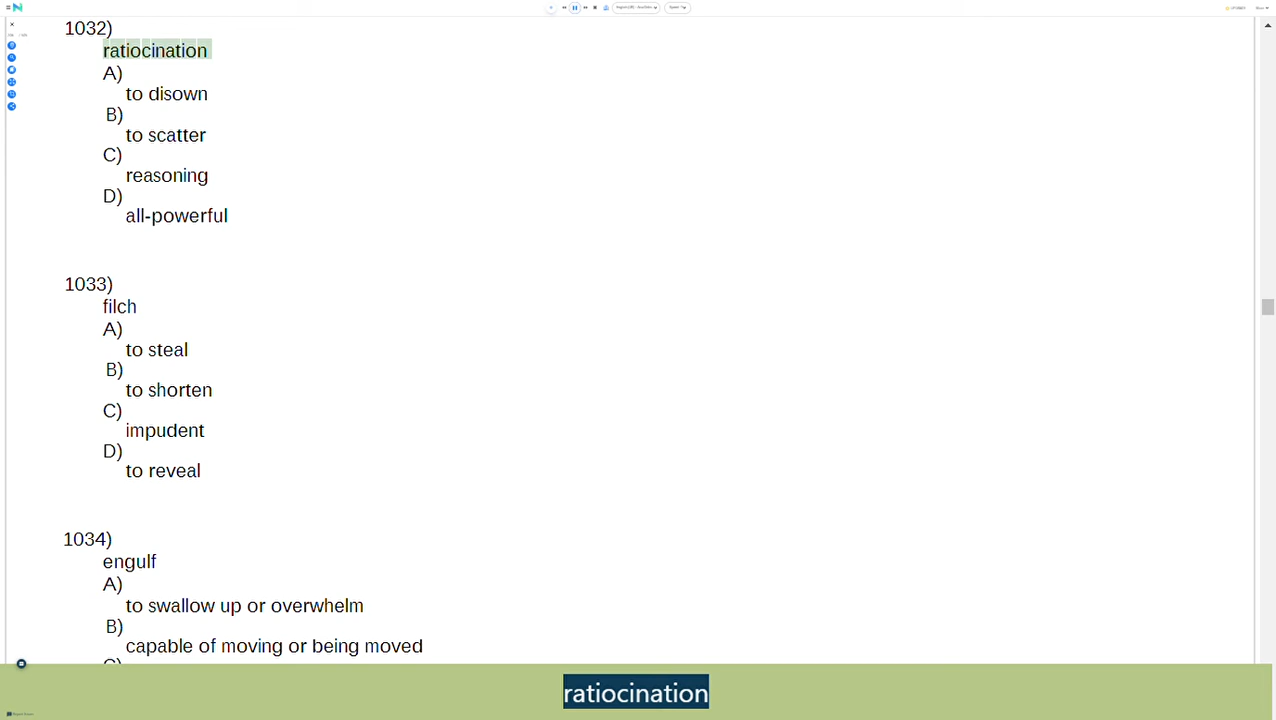 1032)
ratiocination
A)
to disown
B)
to scatter
C)
reasoning
D)
all-powerful
1033)
filch
A)
to steal
B)
to shorten
C)
impudent
D)
to reveal
1034)
engulf
A)
to swallow up or overwhelm
B)
capable of moving or being moved
C)
ratiocination